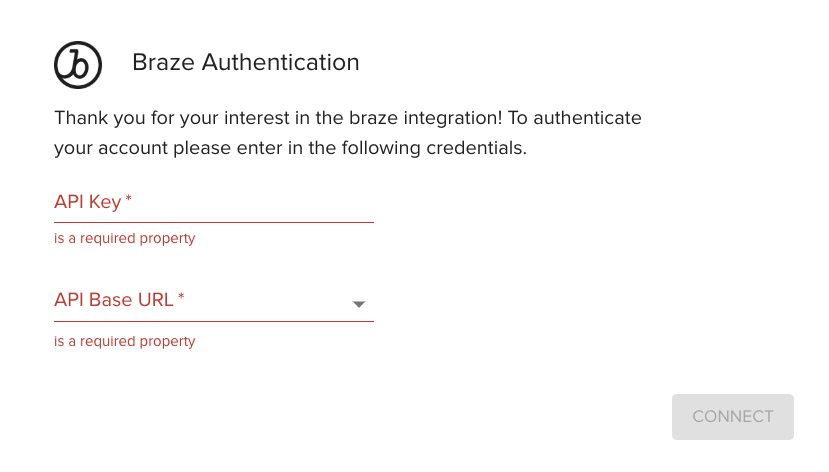 Braze Authentication
Thank you for your interest in the braze integration! To authenticate
your account please enter in the following credentials.
API Key *
is a required property
API Base URL *
is a required property
CONNECT